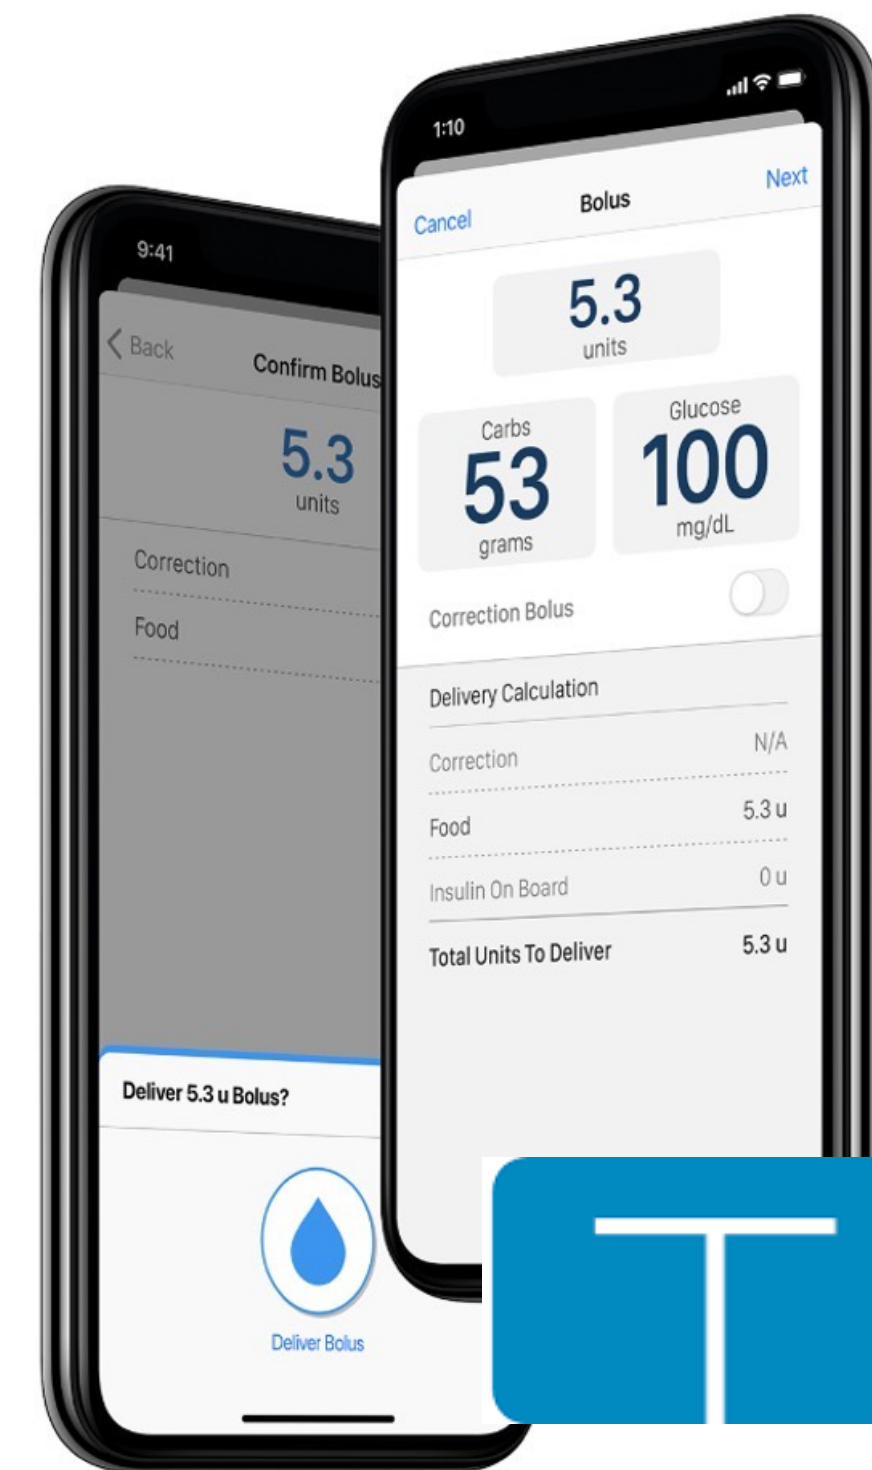 9:41
Back
Confirm Bolus
5.3
units
Correction
Food
Deliver 5.3 u Bolus?
Deliver Bolus
1:10
Cancel Bolus Next
5.3
units
Carbs
53
grams
Glucose
100
mg/dL
Correction Bolus
Delivery Calculation
Correction N/A
Food 5.3 u
Insulin On Board 0 u
Total Units To Deliver 5.3 u
T